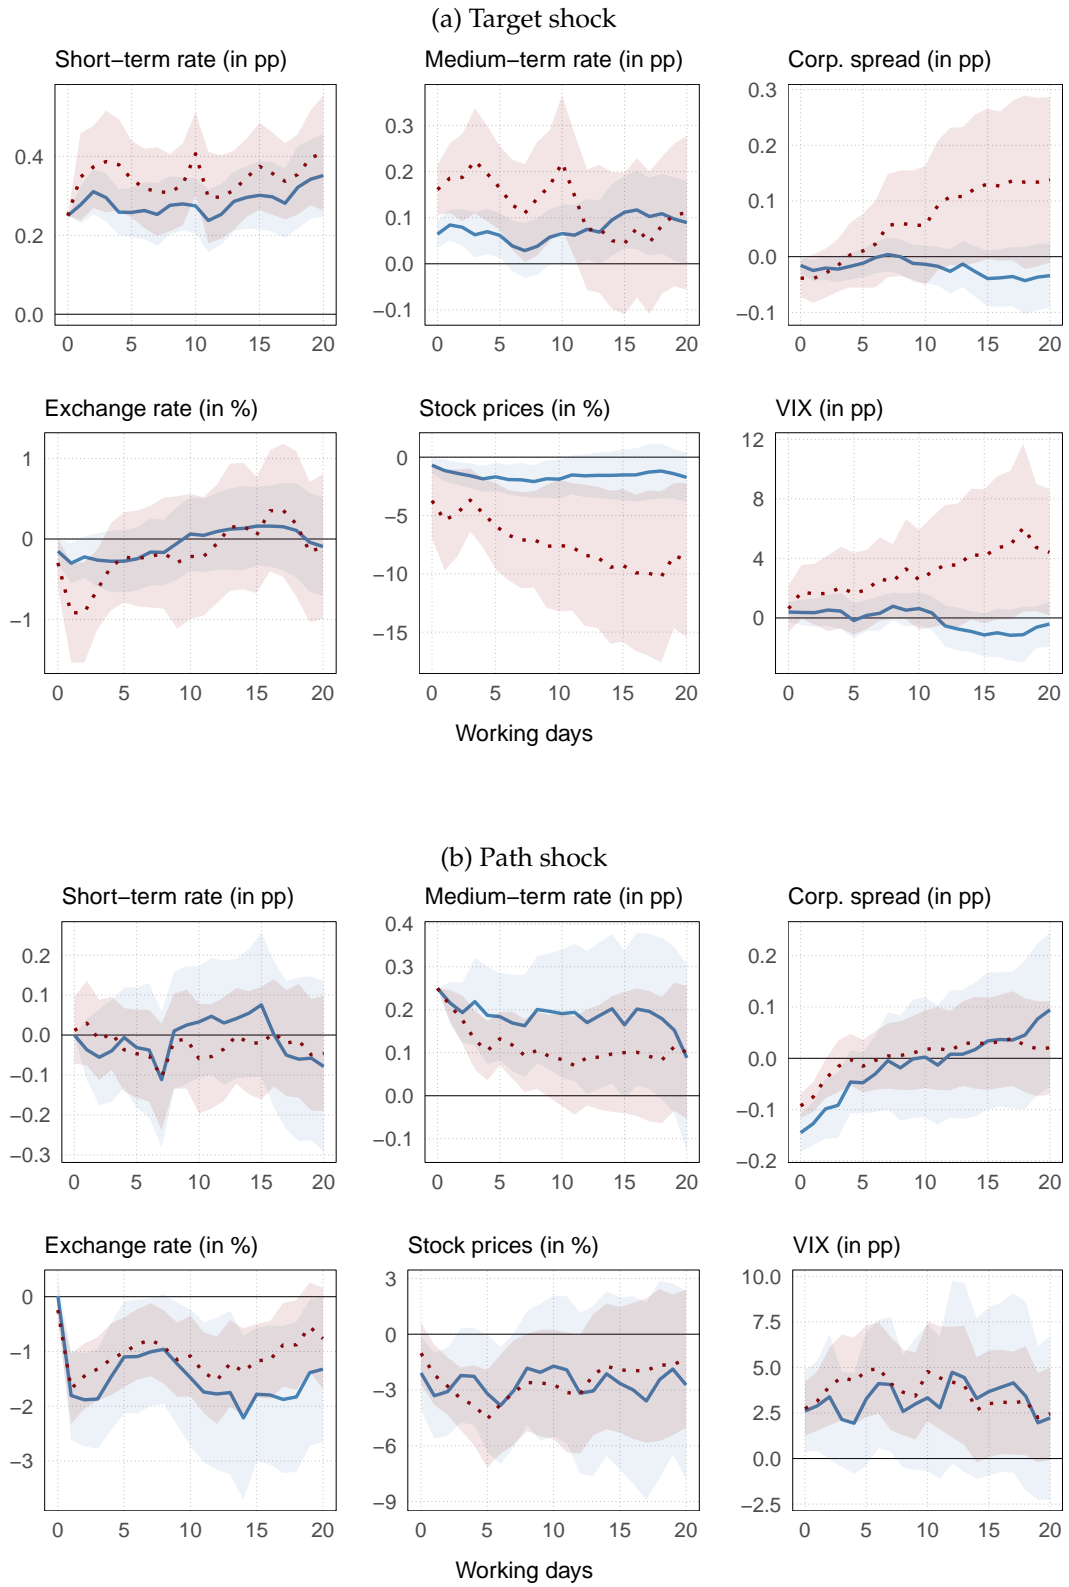 (a) Target shock
Short−term rate (in pp)
Medium−term rate (in pp)
Corp. spread (in pp)
0.4
0.2
0.0
0 5 10 15 20
0.3
0.2
0.1
0.0
−0.1
0 5 10 15 20
0.3
0.2
0.1
0.0
−0.1
0 5 10 15 20
Exchange rate (in %)
Stock prices (in %)
VIX (in pp)
1
0
−1
0 5 10 15 20
0
−5
−10
−15
0 5 10 15 20
12
8
4
0
0 5 10 15 20
Working days
(b) Path shock
Short−term rate (in pp)
Medium−term rate (in pp)
Corp. spread (in pp)
0.2
0.1
0.0
−0.1
−0.2
−0.3
0 5 10 15 20
0.4
0.3
0.2
0.1
0.0
−0.1
0 5 10 15 20
0.2
0.1
0.0
−0.1
−0.2
0 5 10 15 20
Exchange rate (in %)
Stock prices (in %)
VIX (in pp)
0
−1
−2
−3
0 5 10 15 20
3
0
−3
−6
−9
0 5 10 15 20
10.0
7.5
5.0
2.5
0.0
−2.5
0 5 10 15 20
Working days